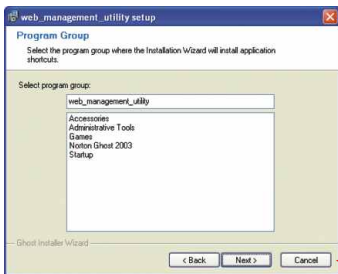 web_management_utility setup
Program Group
Select the program group where the Installation Wizard will install application
shortcuts.
Select program group:
web_management_utility
Accessories
Administrative Tools
Games
Norton Ghost 2003
Startup
Ghost Installer Wizard
< Back
Next >
Cancel